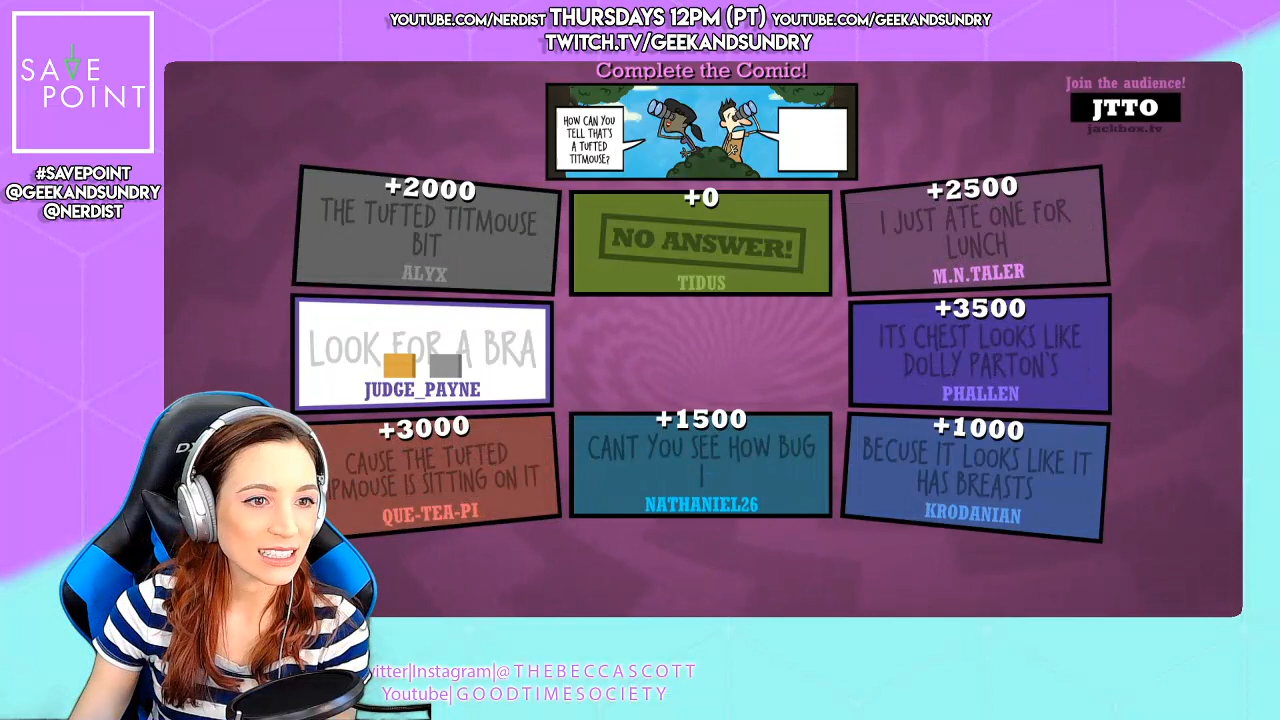 YOUTUBE.COM/NERDIST THURSDAYS 12PM (PT) YOUTUBE.COM/GEEKANDSUNDRY
TWITCH.TV/GEEKANDSUNDRY
SAVE
POINT
#SAVEPOINT
@GEEKANDSUNDRY
@NERDIST
Complete the Comic!
Join the audience!
JTTO
jackbox.tv
HOW CAN YOU
TELL THAT'S
A TUFTED
TITMOUSE?
+2000
THE TUFTED TITMOUSE
BIT
ALYX
+0
NO ANSWER!
TIDUS
+2500
I JUST ATE ONE FOR
LUNCH
M.N.TALER
LOOK FOR A BRA
JUDGE_PAYNE
+3500
ITS CHEST LOOKS LIKE
DOLLY PARTON'S
PHALLEN
+3000
CAUSE THE TUFTED
IPMOUSE IS SITTING ON IT
QUE-TEA-PI
+1500
CANT YOU SEE HOW BUG
I
NATHANIEL26
+1000
BECUSE IT LOOKS LIKE IT
HAS BREASTS
KRODANIAN
witter|Instagram|@THEBECCASCOTT
Youtube|GOODTIMESOCIETY